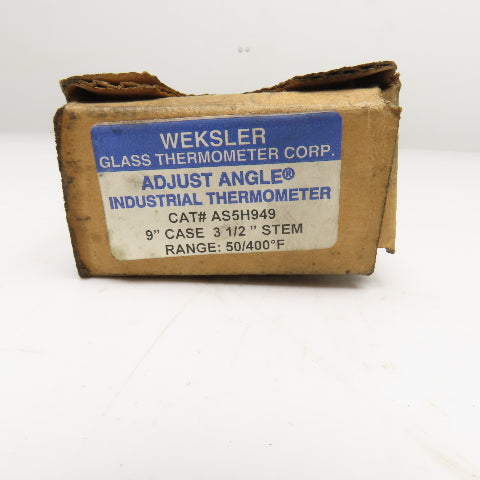 WEKSLER
GLASS THERMOMETER CORP.
ADJUST ANGLE®
INDUSTRIAL THERMOMETER
CAT# AS5H949
9" CASE 3 1/2 " STEM
RANGE: 50/400°F